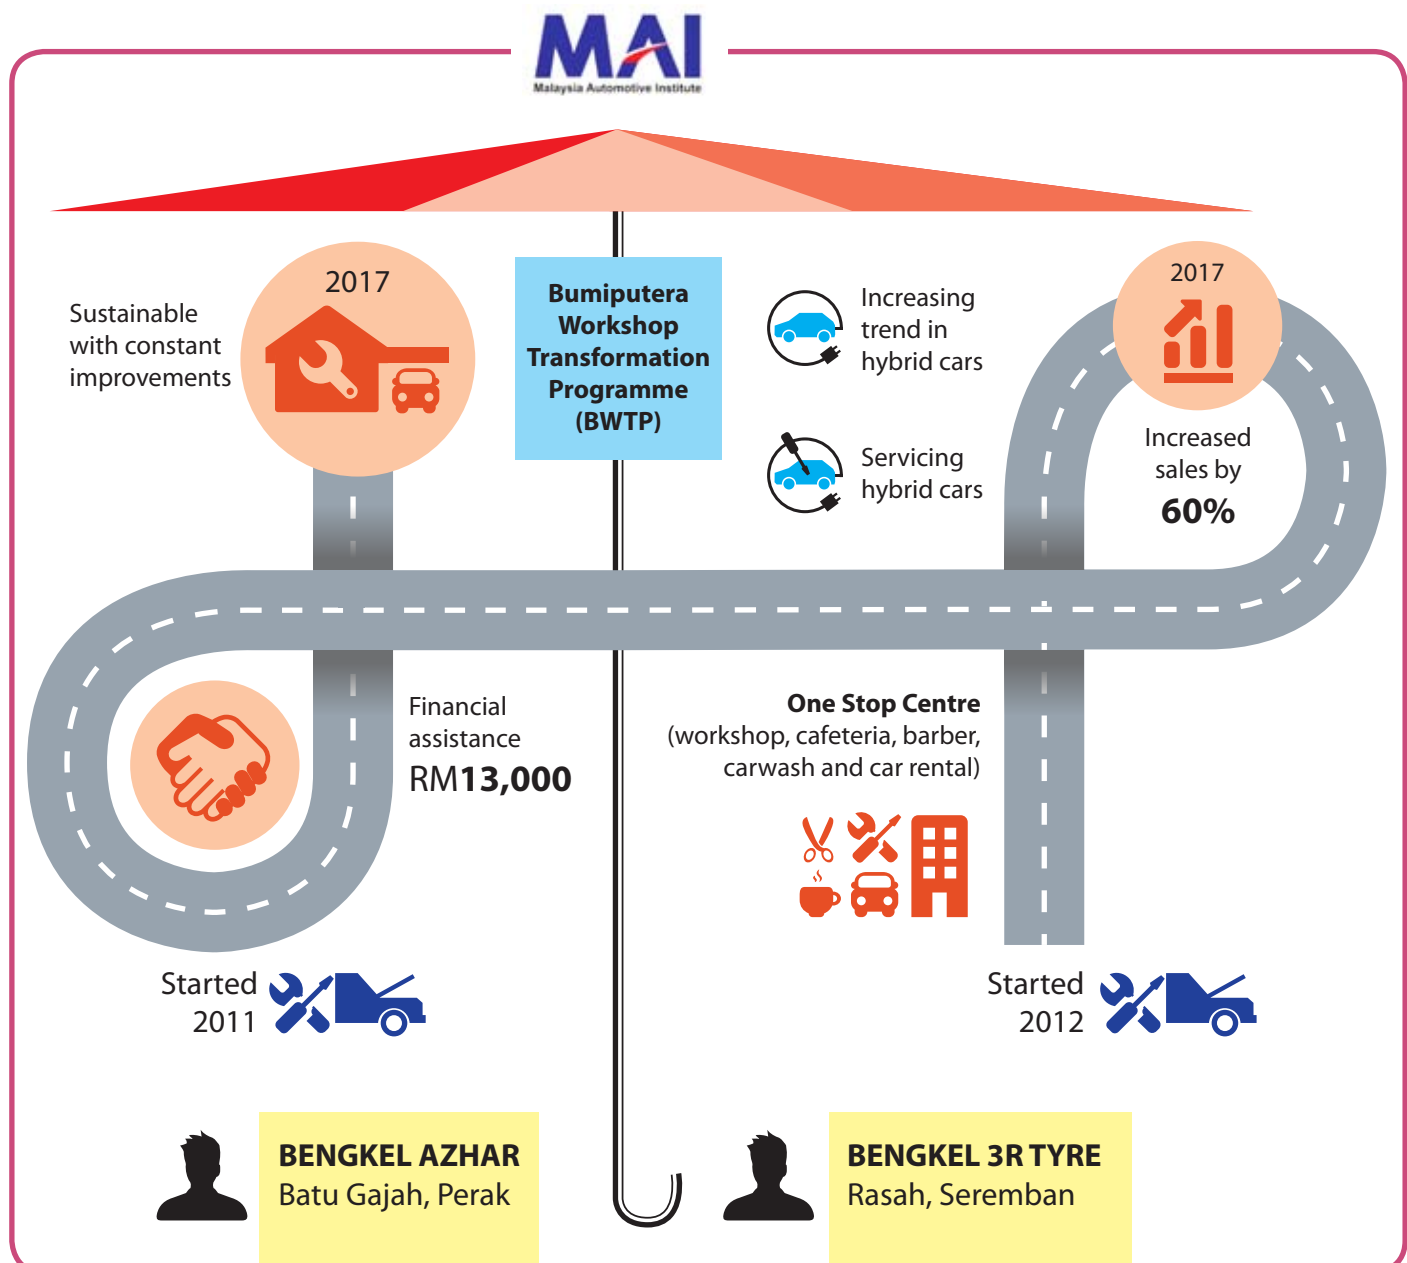 MAI
Malaysia Automotive Institute
2017
Sustainable
with constant
improvements
Bumiputera
Workshop
Transformation
Programme
(BWTP)
Increasing
trend in
hybrid cars
Servicing
hybrid cars
2017
Increased
sales by
60%
Financial
assistance
RM13,000
One Stop Centre
(workshop, cafeteria, barber,
carwash and car rental)
Started
2011
Started
2012
BENGKEL AZHAR
Batu Gajah, Perak
BENGKEL 3R TYRE
Rasah, Seremban